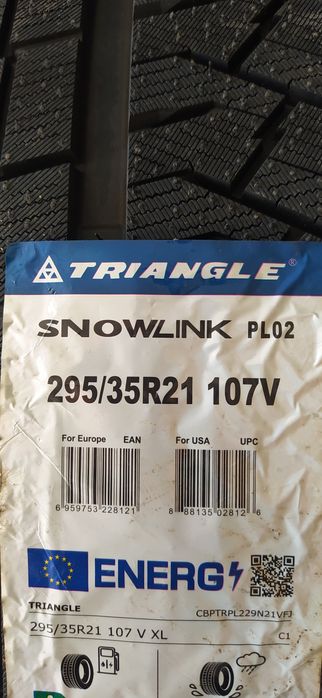 TRIANGLE®
SNOWLINK PL02
295/35R21 107V
For Europe EAN For USA UPC
6 959753 228121 8 88135 02812 6
ENERG
TRIANGLE CBPTRPL229N21VFJ
295/35R21 107 V XL C1